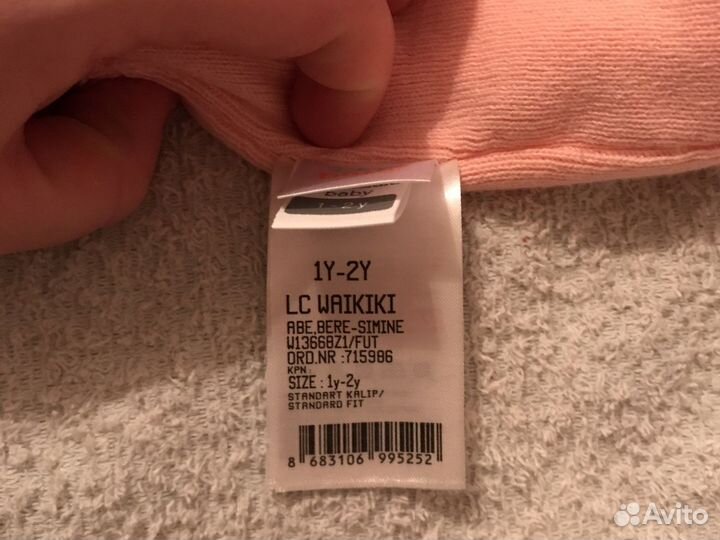 baby
1-2y
1Y-2Y
LC WAIKIKI
ABE,BERE-SIMINE
W13668Z1/FUT
ORD.NR :715986
KPN:
SIZE : 1y-2y
STANDART KALIP/
STANDARD FIT
8 683106 995252
Avito